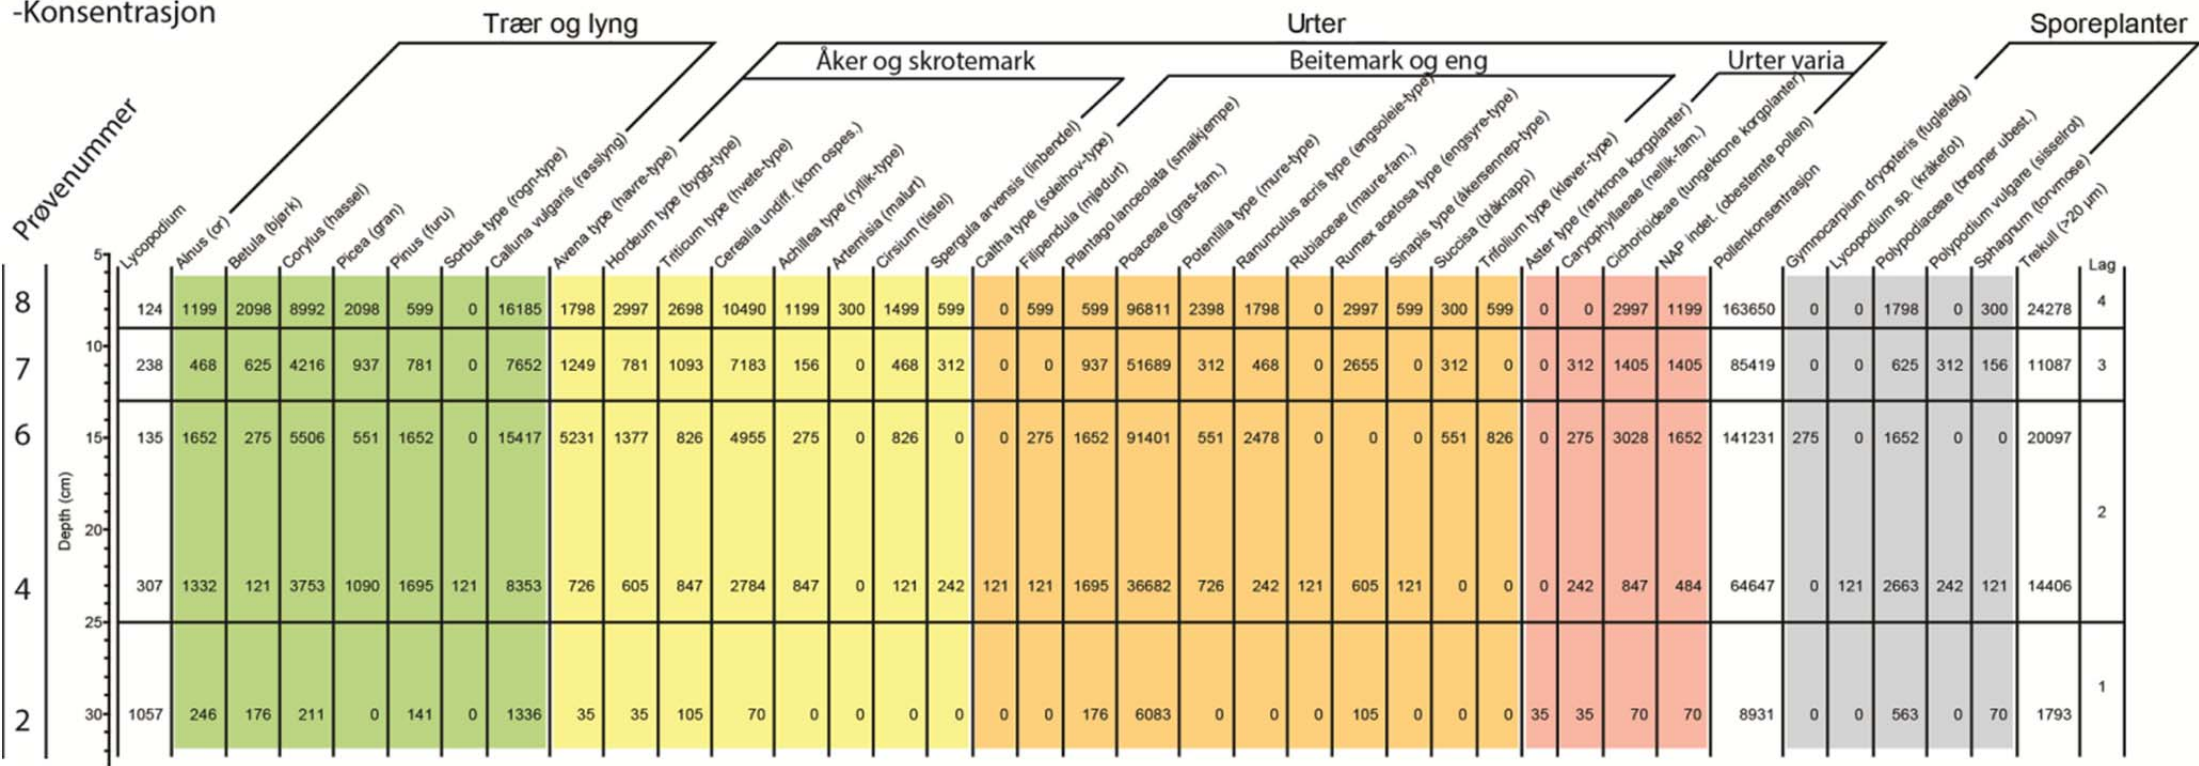 -Konsentrasjon
Trær og lyng
Urter
Sporeplanter
Åker og skrotemark
Beitemark og eng
Urter varia
Prøvenummer
Lycopodium
Alnus (or)
Betula (bjørk)
Corylus (hassel)
Picea (gran)
Pinus (furu)
Sorbus type (rogn-type)
Calluna vulgaris (røsslyng)
Avena type (havre-type)
Hordeum type (bygg-type)
Triticum type (hvete-type)
Cerealia undiff. (korn ospes.)
Achillea type (ryllik-type)
Artemisia (malurt)
Cirsium (tistel)
Spergula arvensis (linbendel)
Caltha type (soleihov-type)
Filipendula (mjødurt)
Plantago lanceolata (smalkjempe)
Poaceae (gras-fam.)
Potentilla type (mure-type)
Ranunculus acris type (engsoleie-type)
Rubiaceae (maure-fam.)
Rumex acetosa type (engsyre-type)
Sinapis type (åkersennep-type)
Succisa (blåknapp)
Trifolium type (kløver-type)
Aster type (rørkrona korgplanter)
Caryophyllaeae (nellik-fam.)
Cichorioideae (tungekrone korgplanter)
NAP indet. (obestemte pollen)
Pollenkonsentrasjon
Gymnocarpium dryopteris (fugletelg)
Lycopodium sp. (kråkefot)
Polypodiaceae (bregner ubest.)
Polypodium vulgare (sisselrot)
Sphagnum (torvmose)
Trekull (>20 µm)
Lag
5
8 124 1199 2098 8992 2098 599 0 16185 1798 2997 2698 10490 1199 300 1499 599 0 599 599 96811 2398 1798 0 2997 599 300 599 0 0 2997 1199 163650 0 0 1798 0 300 24278 4
10
7 238 468 625 4216 937 781 0 7652 1249 781 1093 7183 156 0 468 312 0 0 937 51689 312 468 0 2655 0 312 0 0 312 1405 1405 85419 0 0 625 312 156 11087 3
6 15 135 1652 275 5506 551 1652 0 15417 5231 1377 826 4955 275 0 826 0 0 275 1652 91401 551 2478 0 0 0 551 826 0 275 3028 1652 141231 275 0 1652 0 0 20097
Depth (cm)
20
2
4 307 1332 121 3753 1090 1695 121 8353 726 605 847 2784 847 0 121 242 121 121 1695 36682 726 242 121 605 121 0 0 0 242 847 484 64647 0 121 2663 242 121 14406
25
1
2 30 1057 246 176 211 0 141 0 1336 35 35 105 70 0 0 0 0 0 0 176 6083 0 0 0 105 0 0 0 35 35 70 70 8931 0 0 563 0 70 1793